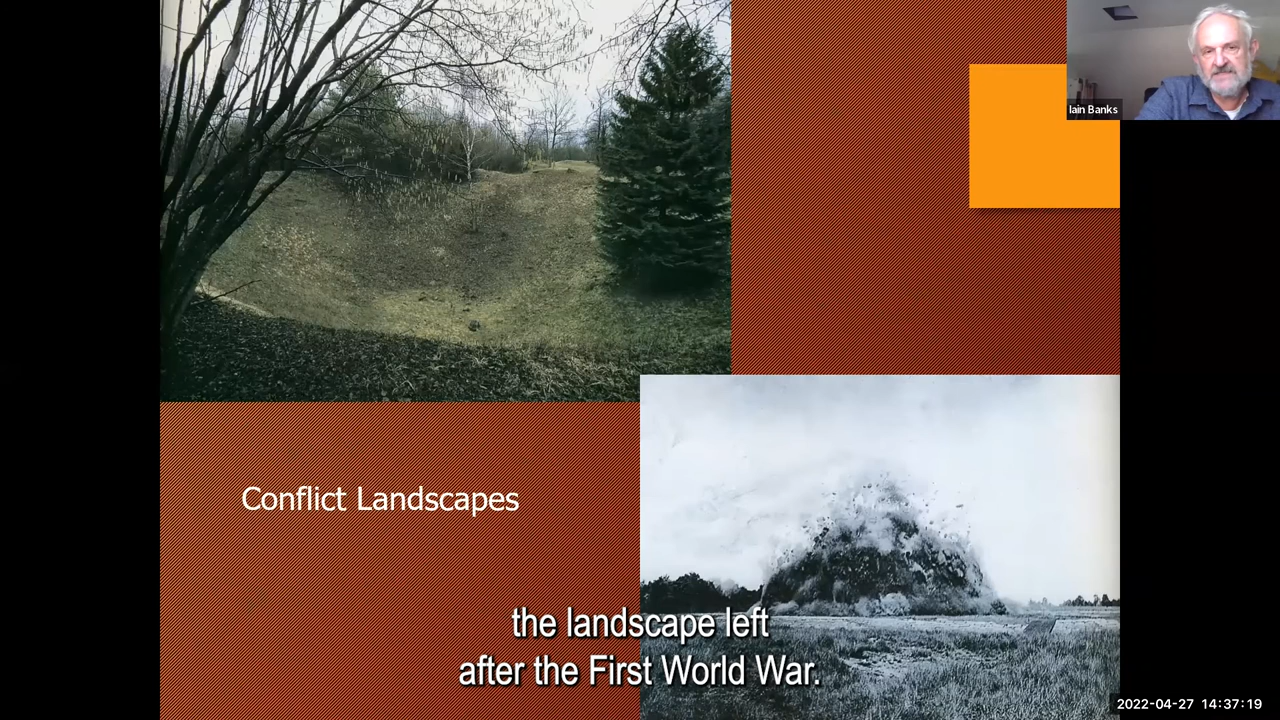 Iain Banks
Conflict Landscapes
the landscape left
after the First World War.
2022-04-27 14:37:19